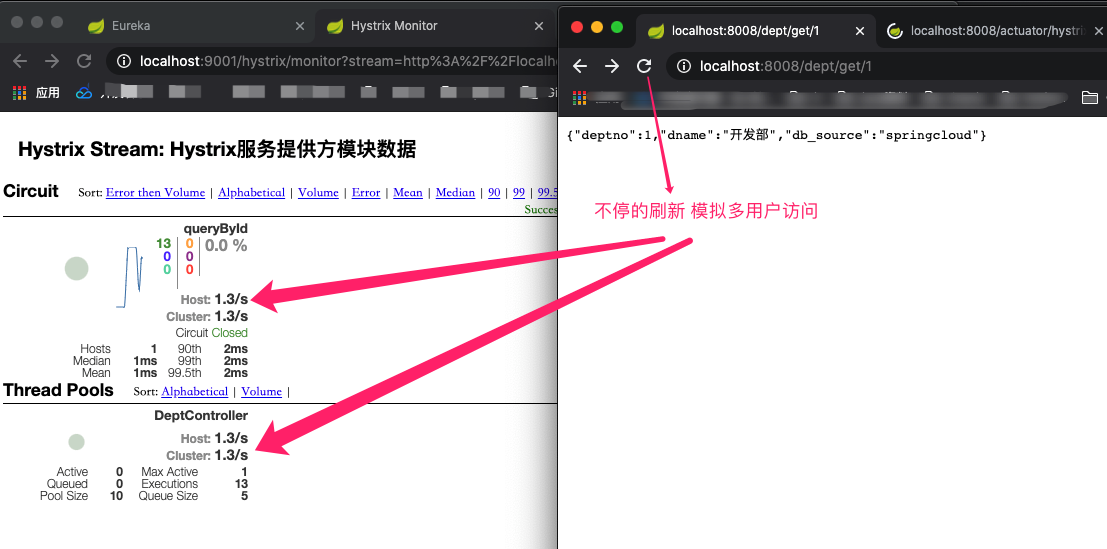 Eureka
Hystrix Monitor
localhost:9001/hystrix/monitor?stream=http%3A%2F%2Flocalho
应用
Hystrix Stream: Hystrix服务提供方模块数据
Circuit Sort: Error then Volume | Alphabetical | Volume | Error | Mean | Median | 90 | 99 | 99.5
Succes
queryById
13 0 0.0 %
0 0
0 0
Host: 1.3/s
Cluster: 1.3/s
Circuit Closed
Hosts 1 90th 2ms
Median 1ms 99th 2ms
Mean 1ms 99.5th 2ms
Thread Pools Sort: Alphabetical | Volume |
DeptController
Host: 1.3/s
Cluster: 1.3/s
Active 0 Max Active 1
Queued 0 Executions 13
Pool Size 10 Queue Size 5
localhost:8008/dept/get/1
localhost:8008/actuator/hystri
localhost:8008/dept/get/1
{"deptno":1,"dname":"开发部","db_source":"springcloud"}
不停的刷新 模拟多用户访问